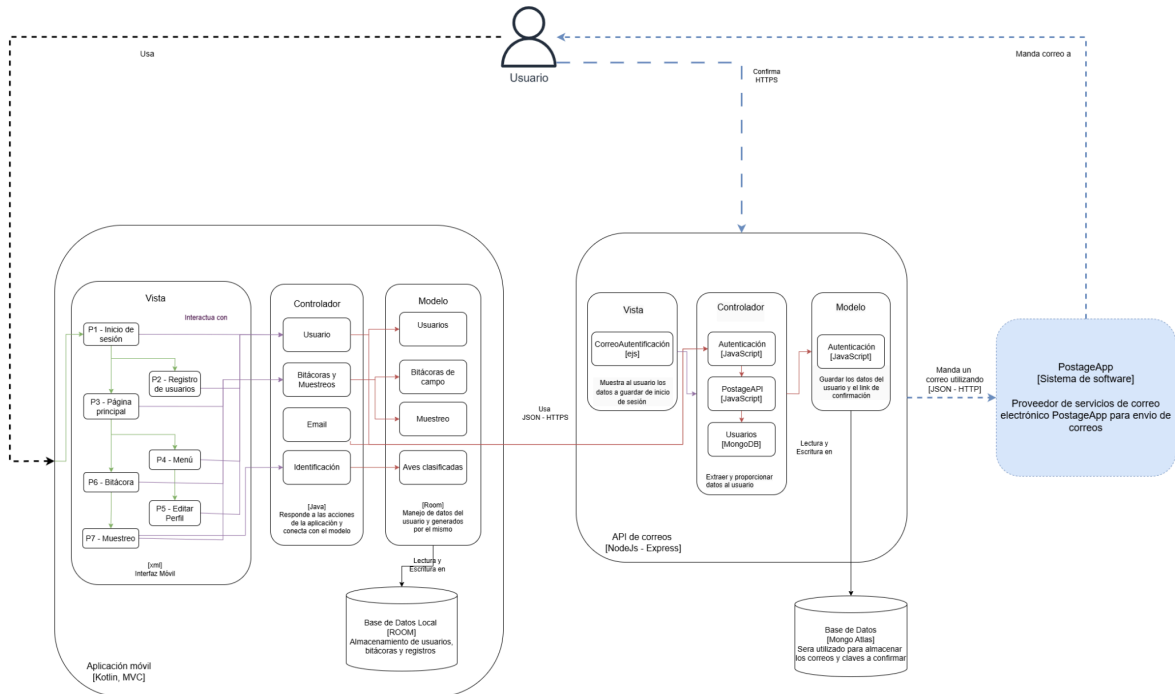 Usa
Usuario
Confirma
HTTPS
Manda correo a
Vista
P1 - Inicio de
sesión
Interactua con
P2 - Registro
de usuarios
P3 - Página
principal
P4 - Menú
P6 - Bitácora
P5 - Editar
Perfil
P7 - Muestreo
[xml]
Interfaz Móvil
Controlador
Usuario
Bitácoras y
Muestreos
Email
Identificación
[Java]
Responde a las acciones
de la aplicación y
conecta con el modelo
Modelo
Usuarios
Bitácoras de
campo
Muestreo
Aves clasificadas
[Room]
Manejo de datos del
usuario y generados
por el mismo
Lectura y
Escritura en
Base de Datos Local
[ROOM]
Almacenamiento de usuarios,
bitácoras y registros
Aplicación móvil
[Kotlin, MVC]
Usa
JSON - HTTPS
Vista
CorreoAutentificación
[ejs]
Muestra al usuario los
datos a guardar de inicio
de sesión
Controlador
Autenticación
[JavaScript]
PostageAPI
[JavaScript]
Usuarios
[MongoDB]
Extraer y proporcionar
datos al usuario
Modelo
Autenticación
[JavaScript]
Guardar los datos del
usuario y el link de
confirmación
Lectura y
Escritura en
API de correos
[NodeJs - Express]
Base de Datos
[Mongo Atlas]
Sera utilizado para almacenar
los correos y claves a confirmar
Manda un
correo utilizando
[JSON - HTTP]
PostageApp
[Sistema de software]
Proveedor de servicios de correo
electrónico PostageApp para envio de
correos